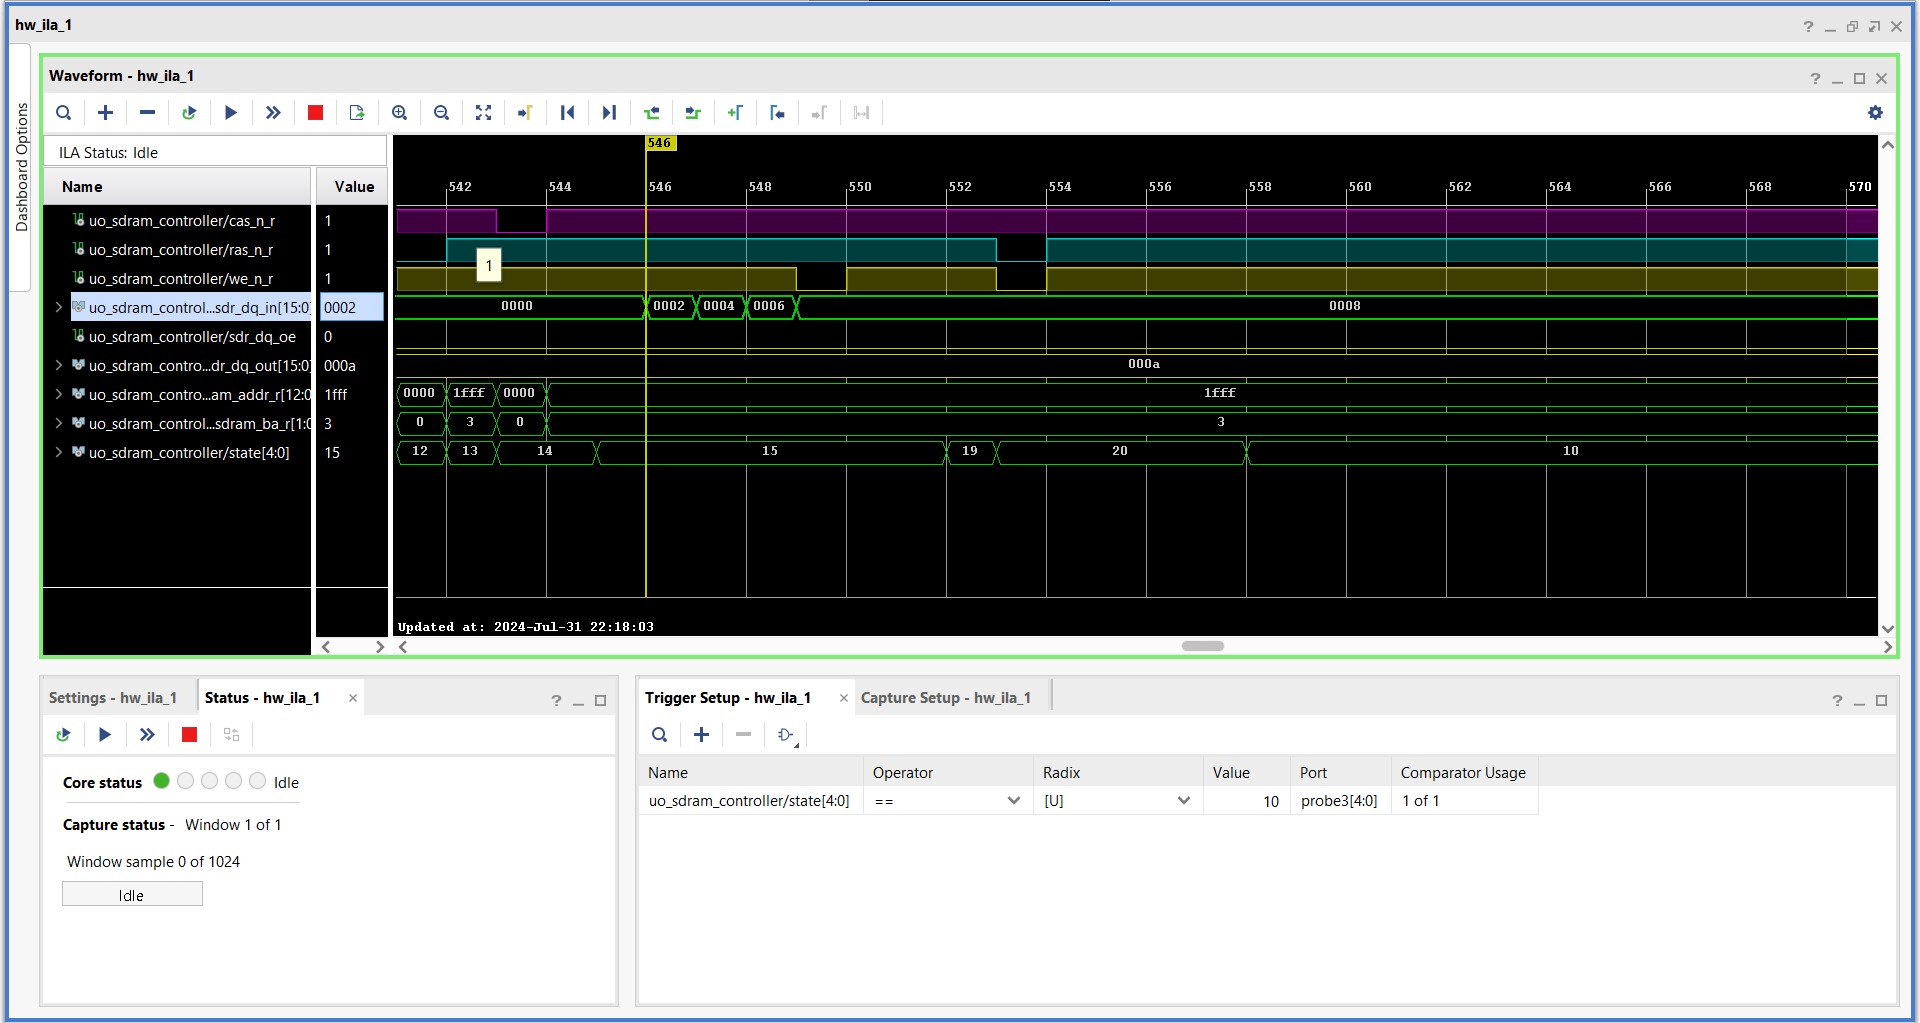 hw_ila_1
Dashboard Options
Waveform - hw_ila_1
ILA Status: Idle
546
Name Value
542 544 546 548 550 552 554 556 558 560 562 564 566 568 570
uo_sdram_controller/cas_n_r 1
uo_sdram_controller/ras_n_r 1
1
uo_sdram_controller/we_n_r 1
uo_sdram_control...sdr_dq_in[15:0] 0002 0000 0002 0004 0006 0008
uo_sdram_controller/sdr_dq_oe 0
uo_sdram_contro...dr_dq_out[15:0] 000a 000a
uo_sdram_contro...am_addr_r[12:0 1fff 0000 1fff 0000 1fff
uo_sdram_control...sdram_ba_r[1:0 3 0 3 0 3
uo_sdram_controller/state[4:0] 15 12 13 14 15 19 20 10
Updated at: 2024-Jul-31 22:18:03
Settings - hw_ila_1 Status - hw_ila_1
Core status Idle
Capture status - Window 1 of 1
Window sample 0 of 1024
Idle
Trigger Setup - hw_ila_1 Capture Setup - hw_ila_1
Name Operator Radix Value Port Comparator Usage
uo_sdram_controller/state[4:0] == [U] 10 probe3[4:0] 1 of 1